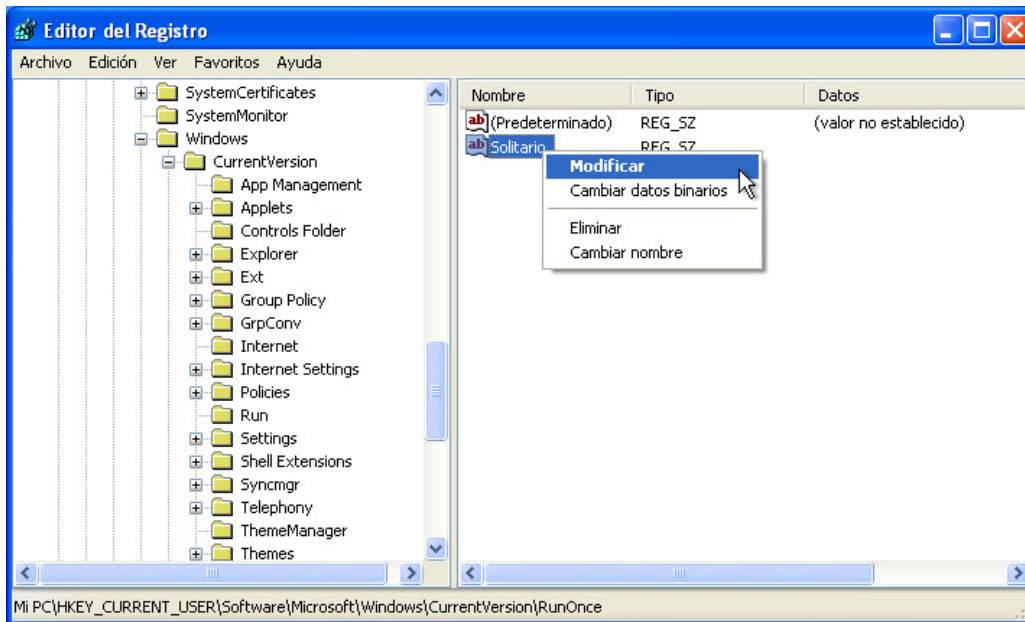 Editor del Registro
Archivo Edición Ver Favoritos Ayuda
SystemCertificates
SystemMonitor
Windows
CurrentVersion
App Management
Applets
Controls Folder
Explorer
Ext
Group Policy
GrpConv
Internet
Internet Settings
Policies
Run
Settings
Shell Extensions
Syncmgr
Telephony
ThemeManager
Themes
Nombre Tipo Datos
ab (Predeterminado) REG_SZ (valor no establecido)
ab Solitario REG_SZ
Modificar
Cambiar datos binarios
Eliminar
Cambiar nombre
Mi PC\HKEY_CURRENT_USER\Software\Microsoft\Windows\CurrentVersion\RunOnce